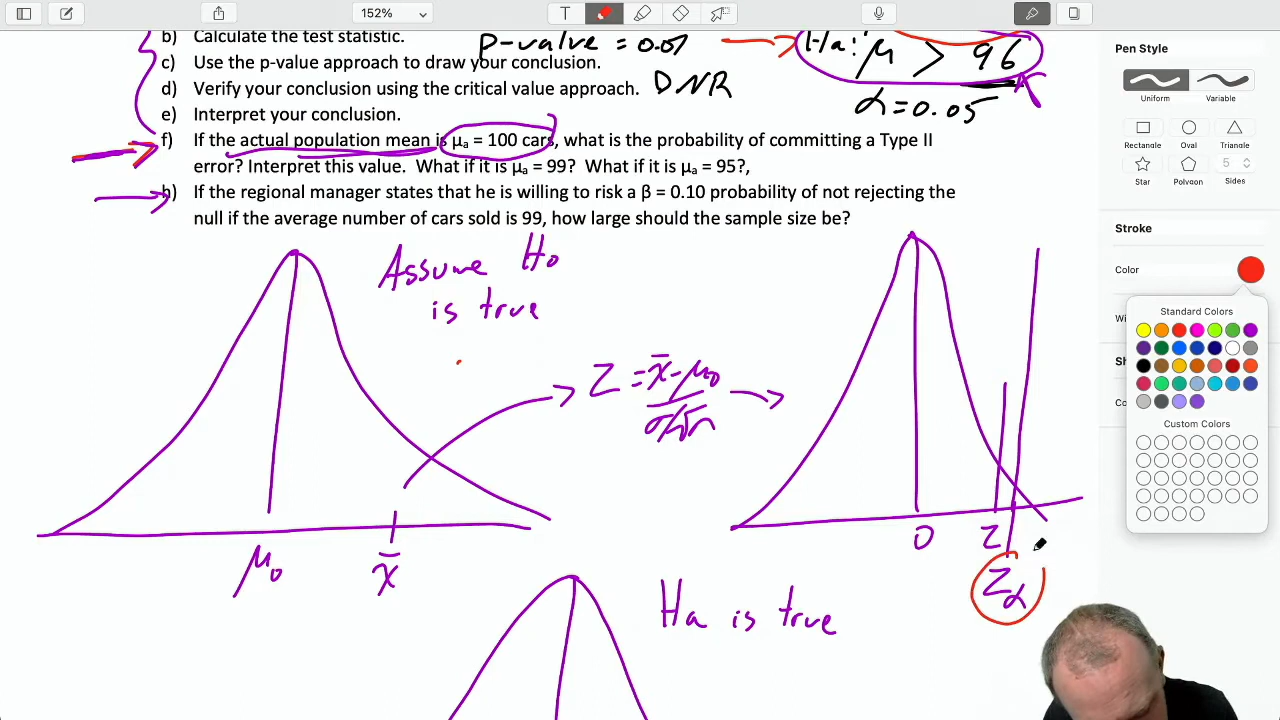 152%
b) Calculate the test statistic.
p-value = 0.07
Ha: μ > 96
c) Use the p-value approach to draw your conclusion.
d) Verify your conclusion using the critical value approach.
DNR
α = 0.05
e) Interpret your conclusion.
f) If the actual population mean is μₐ = 100 cars, what is the probability of committing a Type II
error? Interpret this value. What if it is μₐ = 99? What if it is μₐ = 95?,
h) If the regional manager states that he is willing to risk a β = 0.10 probability of not rejecting the
null if the average number of cars sold is 99, how large should the sample size be?
Assume Ho
is true
Z = x̄ - μ₀
σ/√n
μ₀
x̄
0
Z
Zα
Ha is true
Pen Style
Uniform
Variable
Rectangle
Oval
Triangle
Star
Polygon
5
Sides
Stroke
Color
Wi
Standard Colors
Sh
Co
Custom Colors